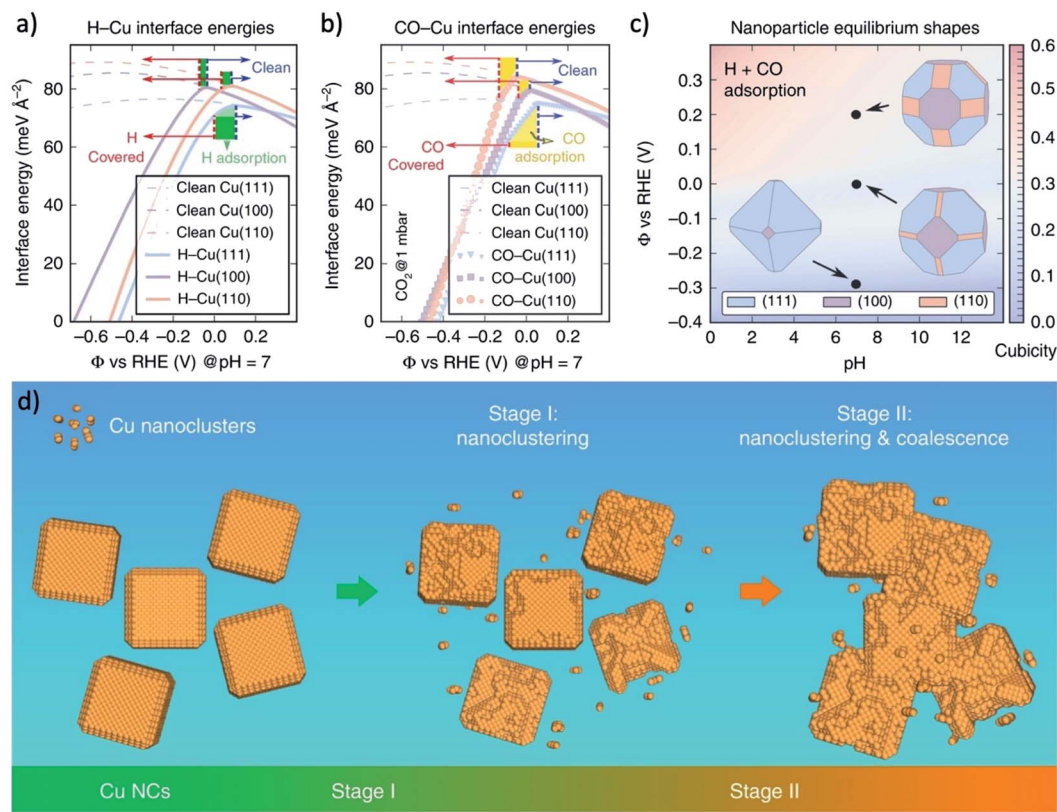 a)
H–Cu interface energies
Interface energy (meV Å⁻²)
80
60
40
20
0
Clean
H
Covered
H adsorption
Clean Cu(111)
Clean Cu(100)
Clean Cu(110)
H–Cu(111)
H–Cu(100)
H–Cu(110)
−0.6 −0.4 −0.2 0.0 0.2
Φ vs RHE (V) @pH = 7
b)
CO–Cu interface energies
Interface energy (meV Å⁻²)
80
60
40
20
0
Clean
CO
Covered
CO
adsorption
CO₂ @1 mbar
Clean Cu(111)
Clean Cu(100)
Clean Cu(110)
CO–Cu(111)
CO–Cu(100)
CO–Cu(110)
−0.6 −0.4 −0.2 0.0 0.2
Φ vs RHE (V) @pH = 7
c)
Nanoparticle equilibrium shapes
Φ vs RHE (V)
0.3
0.2
0.1
0.0
−0.1
−0.2
−0.3
−0.4
H + CO
adsorption
(111) (100) (110)
0 2 4 6 8 10 12
pH
0.6
0.5
0.4
0.3
0.2
0.1
0.0
Cubicity
d)
Cu nanoclusters
Stage I:
nanoclustering
Stage II:
nanoclustering & coalescence
Cu NCs Stage I Stage II